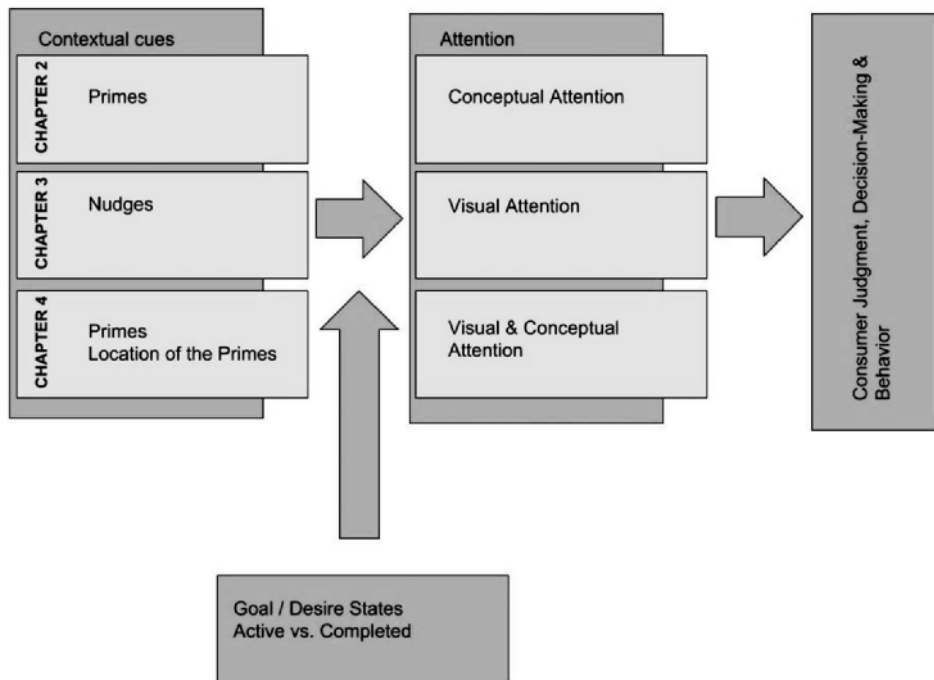 Contextual cues
CHAPTER 2
Primes
CHAPTER 3
Nudges
CHAPTER 4
Primes
Location of the Primes
Attention
Conceptual Attention
Visual Attention
Visual & Conceptual
Attention
Consumer Judgment, Decision-Making &
Behavior
Goal / Desire States
Active vs. Completed